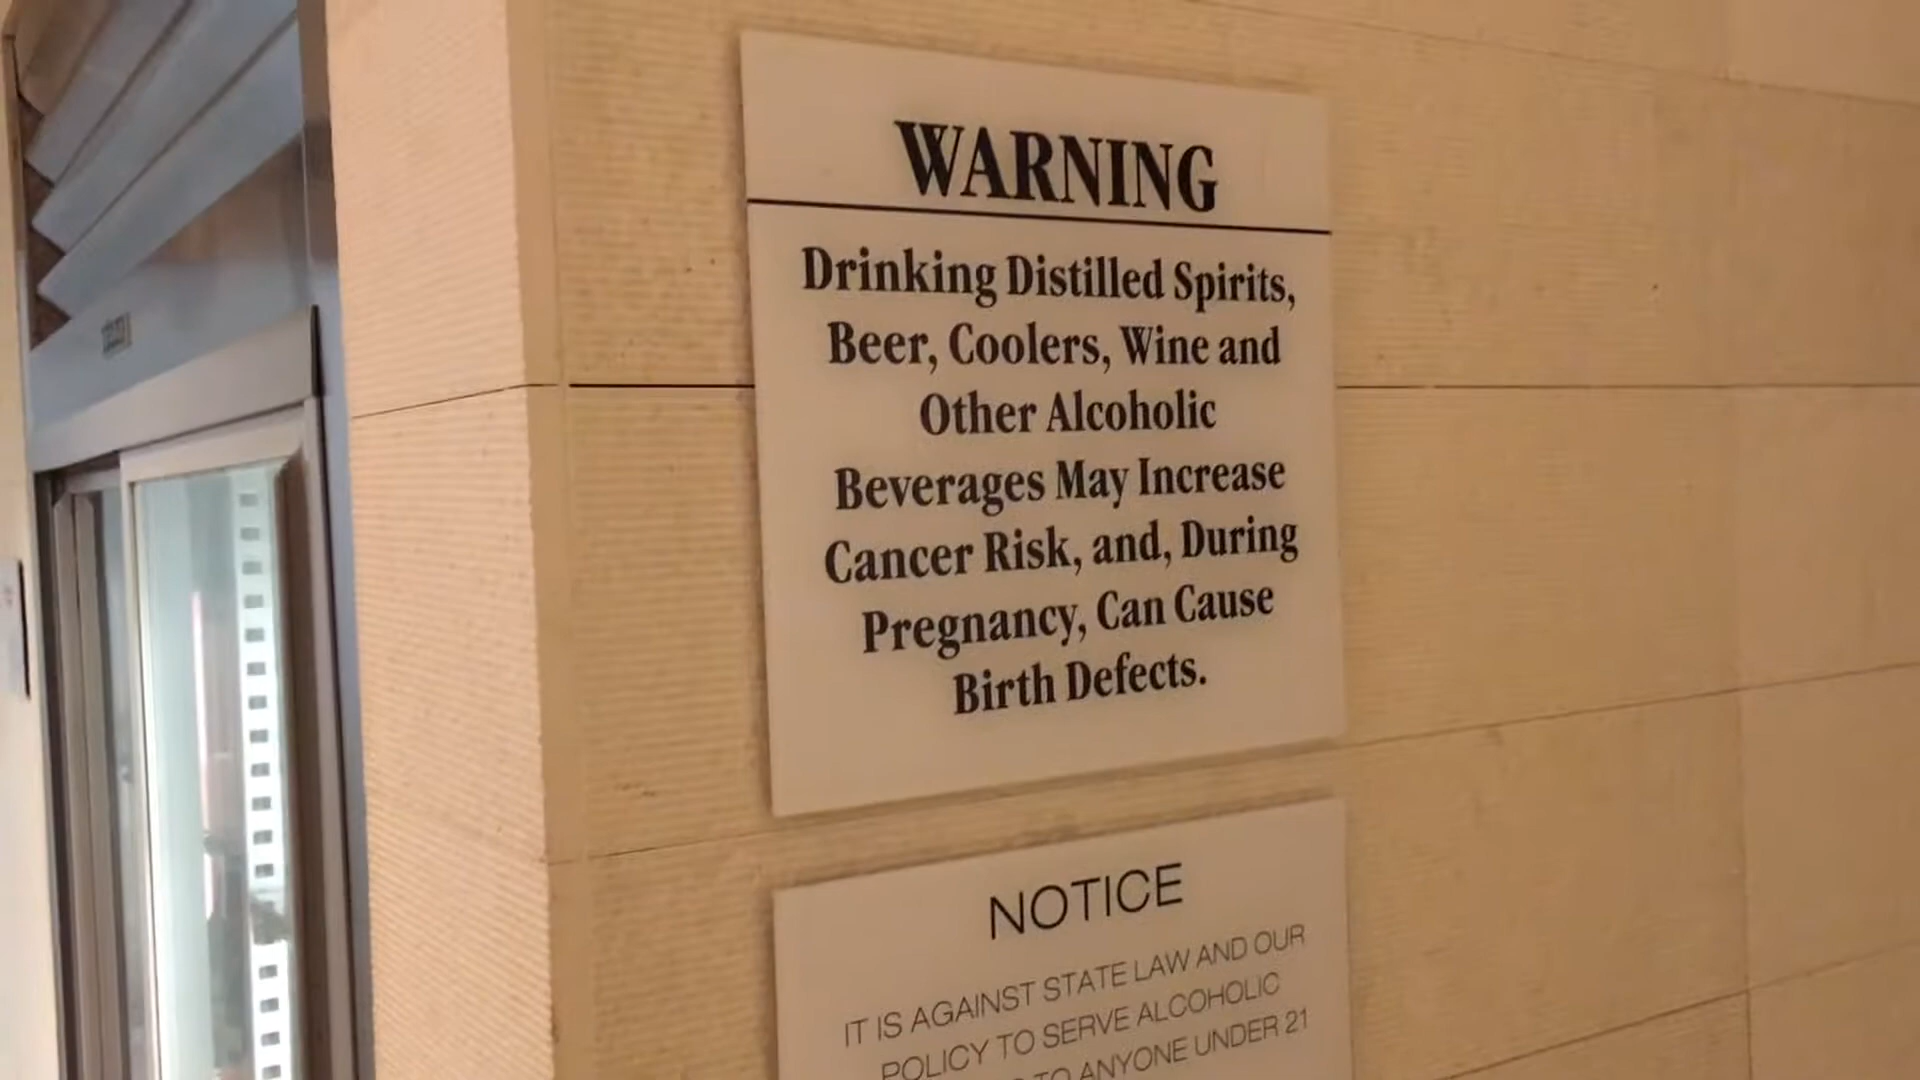 WARNING
Drinking Distilled Spirits,
Beer, Coolers, Wine and
Other Alcoholic
Beverages May Increase
Cancer Risk, and, During
Pregnancy, Can Cause
Birth Defects.
NOTICE
IT IS AGAINST STATE LAW AND OUR
POLICY TO SERVE ALCOHOLIC
TO ANYONE UNDER 21